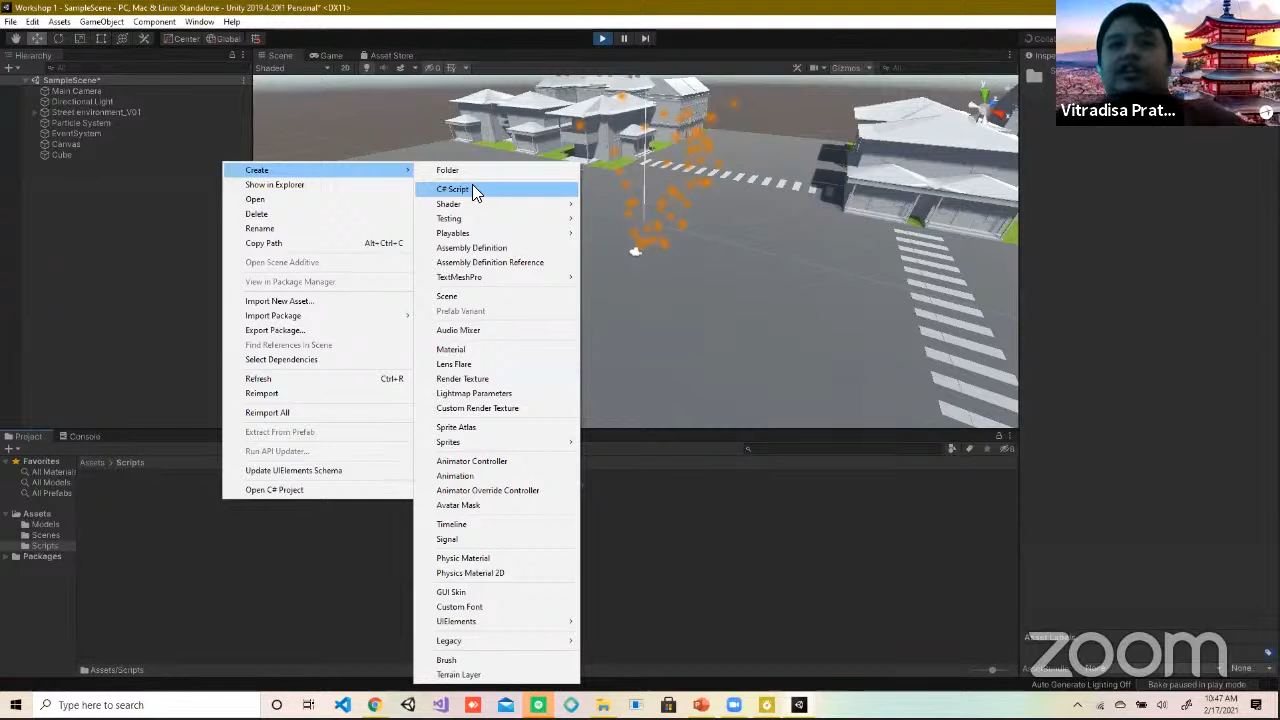 Workshop 1 - SampleScene - PC, Mac & Linux Standalone - Unity 2019.4.20f1 Personal* <DX11>
File Edit Assets GameObject Component Window Help
Center Global
Hierarchy
All
SampleScene*
Main Camera
Directional Light
Street environment_V01
Particle System
EventSystem
Canvas
Cube
Scene Game Asset Store
Shaded 2D 0 Gizmos All
Vitradisa Prat...
Create
Show in Explorer
Open
Delete
Rename
Copy Path Alt+Ctrl+C
Open Scene Additive
View in Package Manager
Import New Asset...
Import Package
Export Package...
Find References in Scene
Select Dependencies
Refresh Ctrl+R
Reimport
Reimport All
Extract From Prefab
Run API Updater...
Update UIElements Schema
Open C# Project
Folder
C# Script
Shader
Testing
Playables
Assembly Definition
Assembly Definition Reference
TextMeshPro
Scene
Prefab Variant
Audio Mixer
Material
Lens Flare
Render Texture
Lightmap Parameters
Custom Render Texture
Sprite Atlas
Sprites
Animator Controller
Animation
Animator Override Controller
Avatar Mask
Timeline
Signal
Physic Material
Physics Material 2D
GUI Skin
Custom Font
UIElements
Legacy
Brush
Terrain Layer
Project Console
Favorites
All Materials
All Models
All Prefabs
Assets
Models
Scenes
Scripts
Packages
Assets > Scripts
8
Assets/Scripts
Asset Labels
None None
zoom
Auto Generate Lighting Off Bake paused in play mode
Type here to search
10:47 AM
2/17/2021